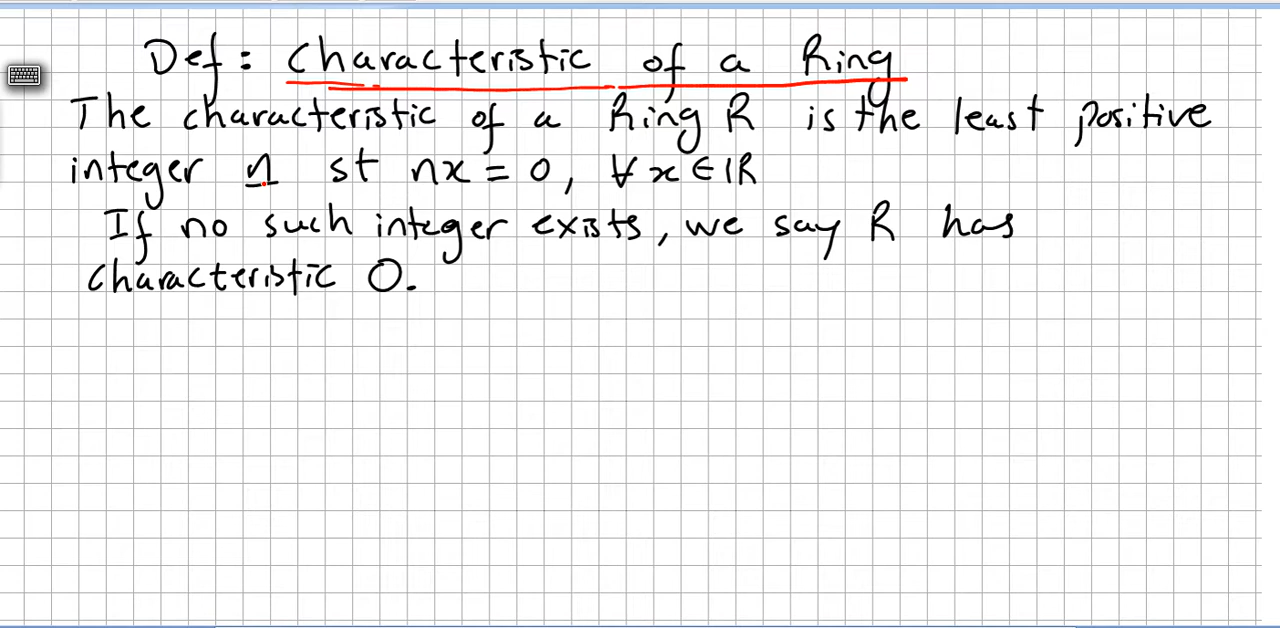 Def: Characteristic of a Ring
The characteristic of a Ring R is the least positive
integer n st nx = 0, ∀ x ∈ ℝ
If no such integer exists, we say R has
characteristic 0.